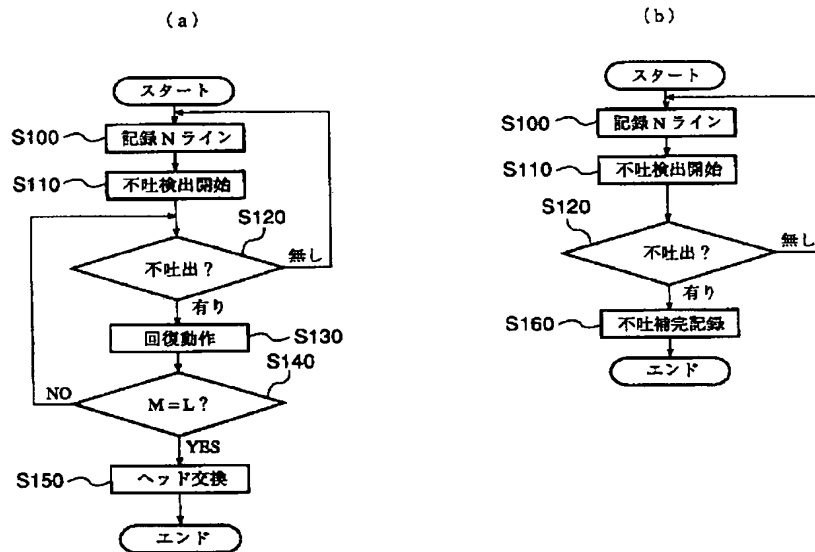 (a)
スタート
S100
記録Nライン
S110
不吐検出開始
S120
不吐出?
無し
有り
回復動作
S130
S140
NO
M=L?
YES
S150
ヘッド交換
エンド
(b)
スタート
S100
記録Nライン
S110
不吐検出開始
S120
不吐出?
無し
有り
S160
不吐補完記録
エンド